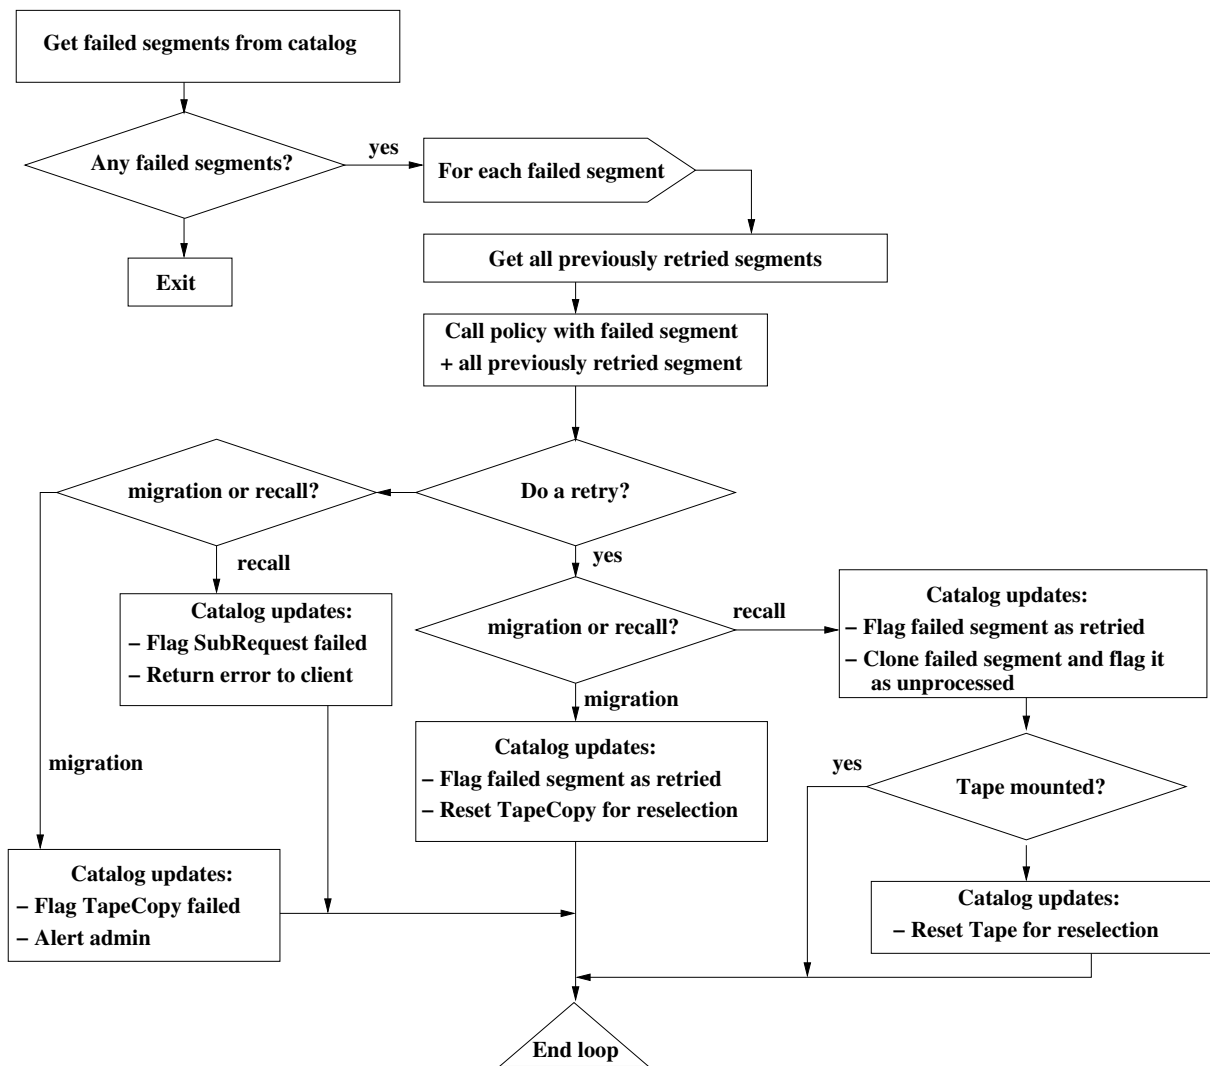 Get failed segments from catalog
Any failed segments?
yes
For each failed segment
Get all previously retried segments
Exit
Call policy with failed segment
+ all previously retried segment
migration or recall?
Do a retry?
recall
yes
Catalog updates:
– Flag SubRequest failed
– Return error to client
migration or recall?
recall
Catalog updates:
– Flag failed segment as retried
– Clone failed segment and flag it
as unprocessed
migration
migration
Catalog updates:
– Flag failed segment as retried
– Reset TapeCopy for reselection
yes
Tape mounted?
Catalog updates:
– Flag TapeCopy failed
– Alert admin
Catalog updates:
– Reset Tape for reselection
End loop